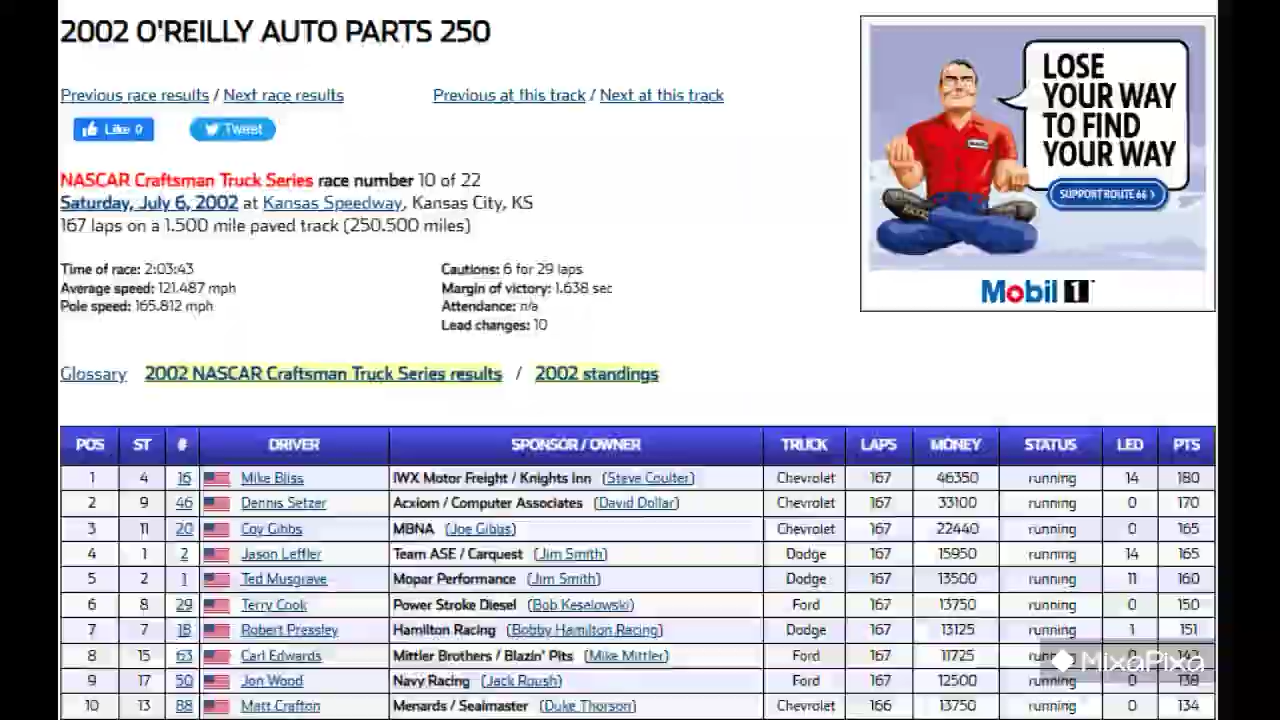 2002 O'REILLY AUTO PARTS 250
Previous race results / Next race results Previous at this track / Next at this track
Like 0 Tweet
NASCAR Craftsman Truck Series race number 10 of 22
Saturday, July 6, 2002 at Kansas Speedway, Kansas City, KS
167 laps on a 1.500 mile paved track (250.500 miles)
Time of race: 2:03:43 Cautions: 6 for 29 laps
Average speed: 121.487 mph Margin of victory: 1.638 sec
Pole speed: 165.812 mph Attendance: n/a
Lead changes: 10
Glossary 2002 NASCAR Craftsman Truck Series results / 2002 standings
LOSE
YOUR WAY
TO FIND
YOUR WAY
SUPPORT ROUTE 66 >
Mobil 1
POS ST # DRIVER SPONSOR / OWNER TRUCK LAPS MONEY STATUS LED PTS
1 4 16 Mike Bliss IWX Motor Freight / Knights Inn (Steve Coulter) Chevrolet 167 46350 running 14 180
2 9 46 Dennis Setzer Acxiom / Computer Associates (David Dollar) Chevrolet 167 33100 running 0 170
3 11 20 Coy Gibbs MBNA (Joe Gibbs) Chevrolet 167 22440 running 0 165
4 1 2 Jason Leffler Team ASE / Carquest (Jim Smith) Dodge 167 15950 running 14 165
5 2 1 Ted Musgrave Mopar Performance (Jim Smith) Dodge 167 13500 running 11 160
6 8 29 Terry Cook Power Stroke Diesel (Bob Keselowski) Ford 167 13750 running 0 150
7 7 18 Robert Pressley Hamilton Racing (Bobby Hamilton Racing) Dodge 167 13125 running 1 151
8 15 63 Carl Edwards Mittler Brothers / Blazin' Pits (Mike Mittler) Ford 167 11725 running 0 142
9 17 50 Jon Wood Navy Racing (Jack Roush) Ford 167 12500 running 0 138
10 13 88 Matt Crafton Menards / Sealmaster (Duke Thorson) Chevrolet 166 13750 running 0 134
MixaPixa